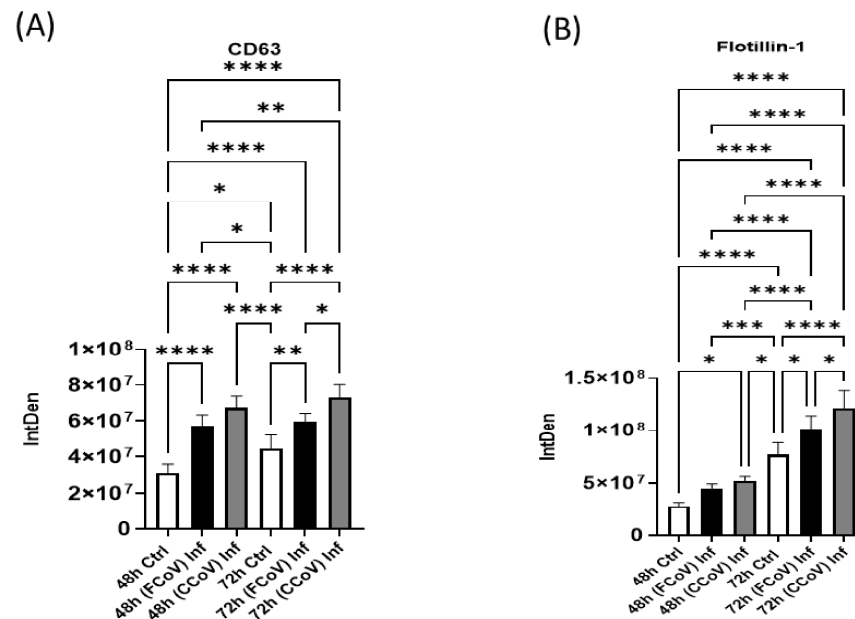 (A)
CD63
****
**
****
*
*
**** ****
**** *
**** **
1×10⁸
8×10⁷
6×10⁷
4×10⁷
2×10⁷
0
IntDen
48h Ctrl
48h (FCoV) Inf
48h (CCoV) Inf
72h Ctrl
72h (FCoV) Inf
72h (CCoV) Inf
(B)
Flotillin-1
****
****
****
****
****
****
****
*** ****
* * * *
1.5×10⁸
1×10⁸
5×10⁷
0
IntDen
48h Ctrl
48h (FCoV) Inf
48h (CCoV) Inf
72h Ctrl
72h (FCoV) Inf
72h (CCoV) Inf